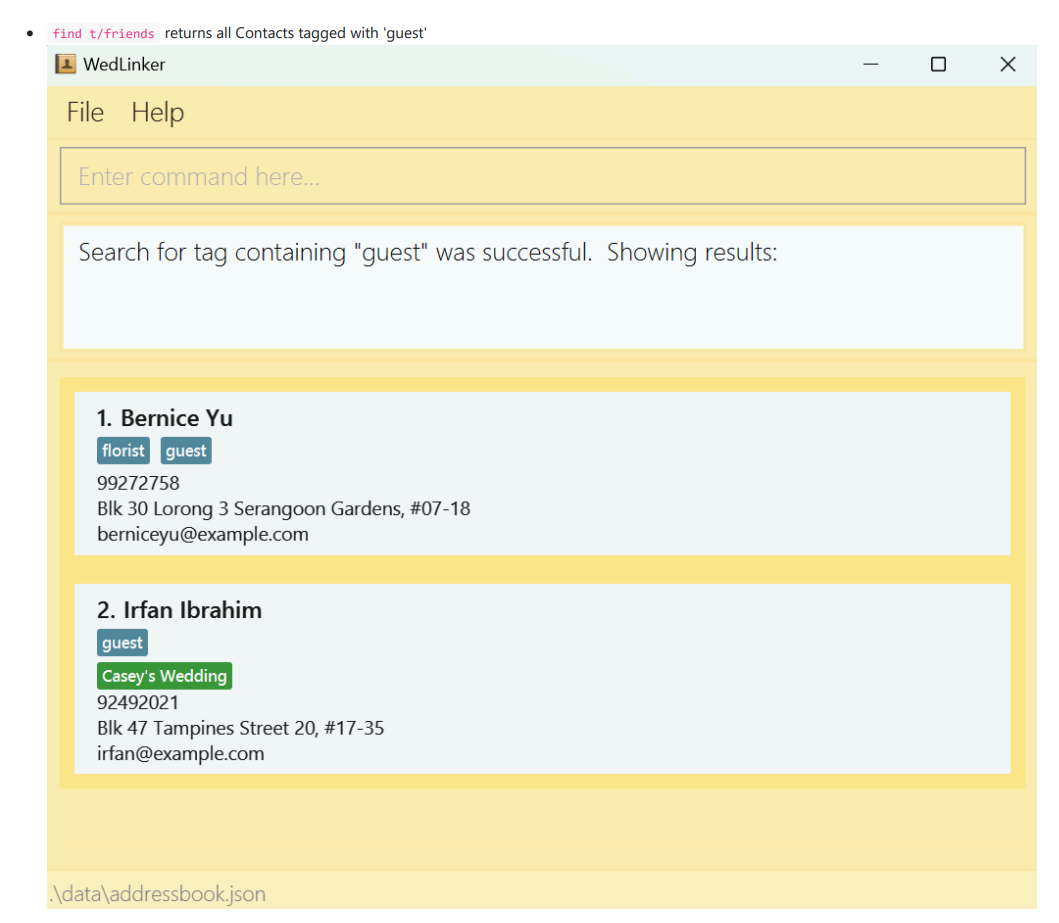 find t/friends returns all Contacts tagged with 'guest'
WedLinker
File Help
Enter command here...
Search for tag containing "guest" was successful. Showing results:
1. Bernice Yu
florist guest
99272758
Blk 30 Lorong 3 Serangoon Gardens, #07-18
berniceyu@example.com
2. Irfan Ibrahim
guest
Casey's Wedding
92492021
Blk 47 Tampines Street 20, #17-35
irfan@example.com
.\data\addressbook.json